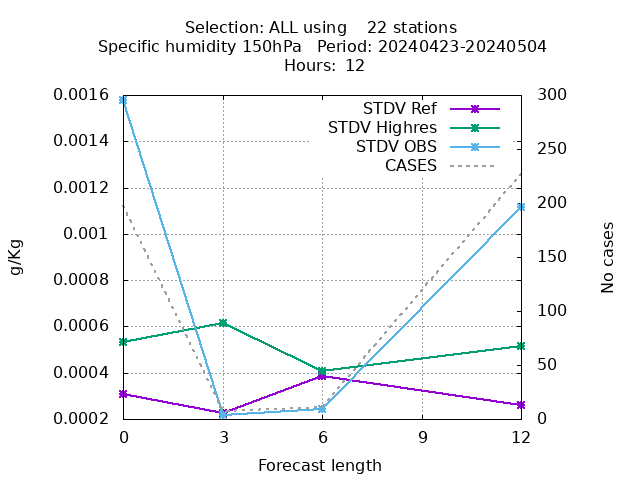 Selection: ALL using    22 stations
Specific humidity 150hPa   Period: 20240423-20240504
Hours:  12
0.0016
0.0014
0.0012
0.001
0.0008
0.0006
0.0004
0.0002
300
250
200
150
100
50
0
STDV Ref
STDV Highres
STDV OBS
CASES
g/Kg
No cases
0 3 6 9 12
Forecast length